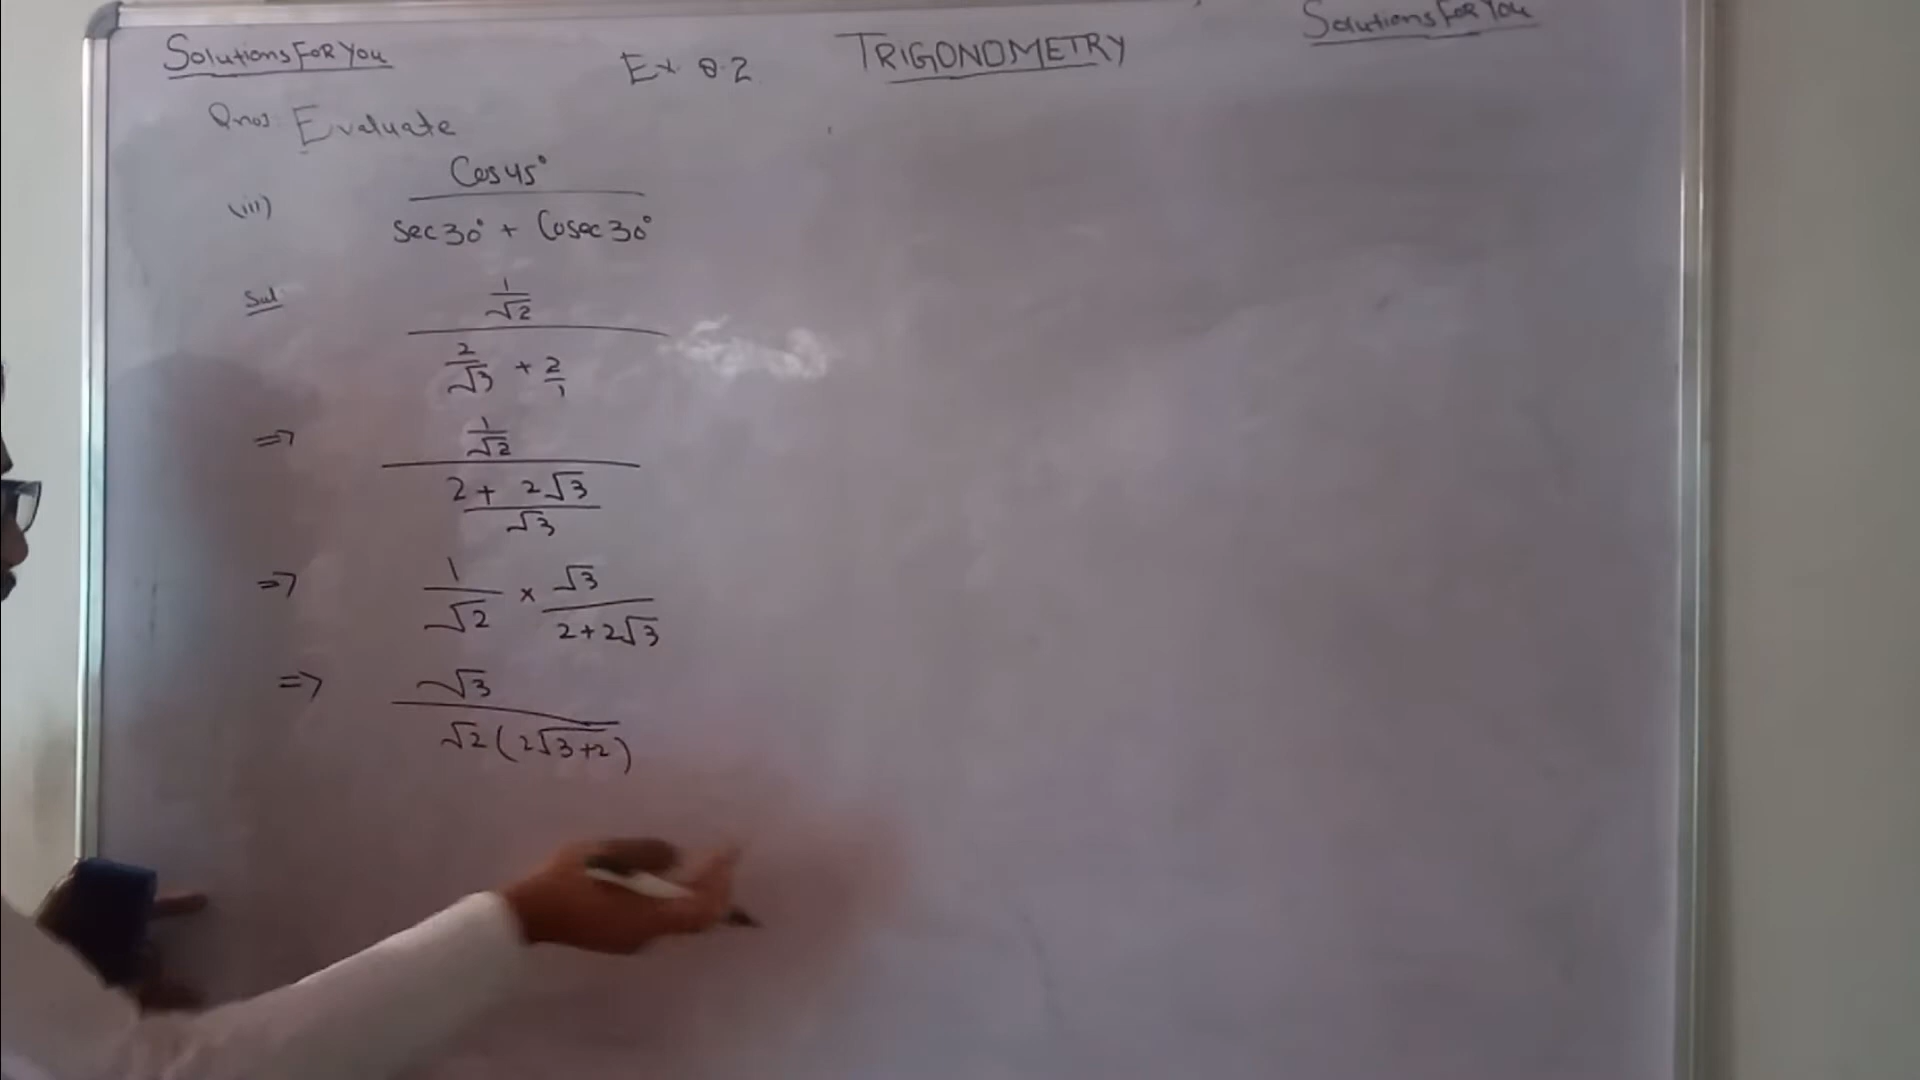 Solutions For You Ex 8.2 TRIGONOMETRY Solutions For You
Qno1 Evaluate
(iii) Cos 45° / sec 30° + Cosec 30°
Sol 1/√2 / 2/√3 + 2/1
=> 1/√2 / 2 + 2√3 / √3
=> 1/√2 × √3 / 2+2√3
=> √3 / √2 (2√3+2)